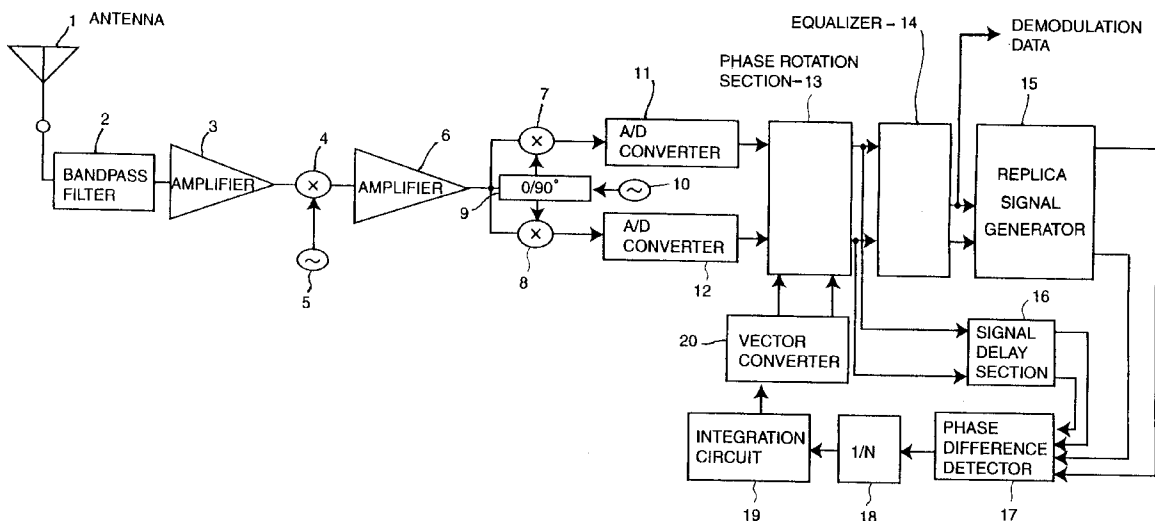 1 ANTENNA
2
BANDPASS
FILTER
3
AMPLIFIER
4
×
5
~
6
AMPLIFIER
7
×
0/90°
9
10
~
×
8
11
A/D
CONVERTER
A/D
CONVERTER
12
PHASE ROTATION
SECTION-13
EQUALIZER - 14
DEMODULATION
DATA
15
REPLICA
SIGNAL
GENERATOR
16
SIGNAL
DELAY
SECTION
PHASE
DIFFERENCE
DETECTOR
17
1/N
18
INTEGRATION
CIRCUIT
19
20
VECTOR
CONVERTER